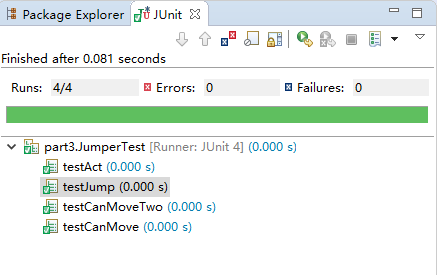 Package Explorer JUnit
Finished after 0.081 seconds
Runs: 4/4 Errors: 0 Failures: 0
part3.JumperTest [Runner: JUnit 4] (0.000 s)
testAct (0.000 s)
testJump (0.000 s)
testCanMoveTwo (0.000 s)
testCanMove (0.000 s)